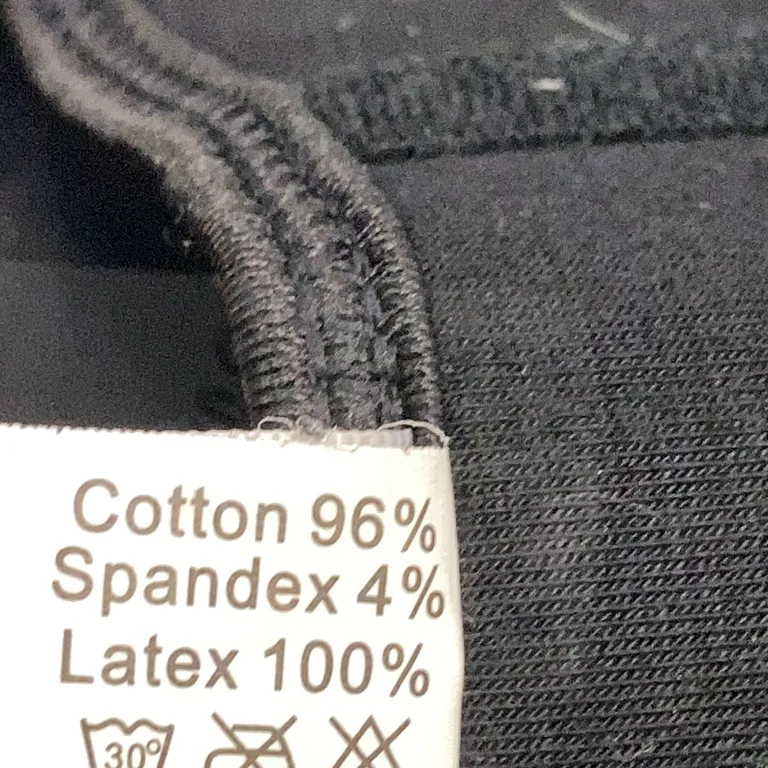 Cotton 96%
Spandex 4%
Latex 100%
30°